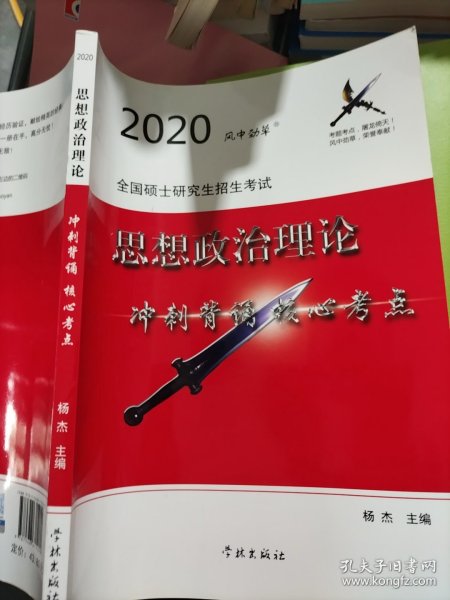 2020
风中劲草®
考题考点,屠龙倚天!
风中劲草,荣誉奉献!
全国硕士研究生招生考试
思想政治理论
冲刺背诵 核心考点
杨杰 主编
学林出版社
2020
思想政治理论
冲刺背诵 核心考点
杨杰 主编
学林出版社
定价:
孔夫子旧书网
www.kongfz.com